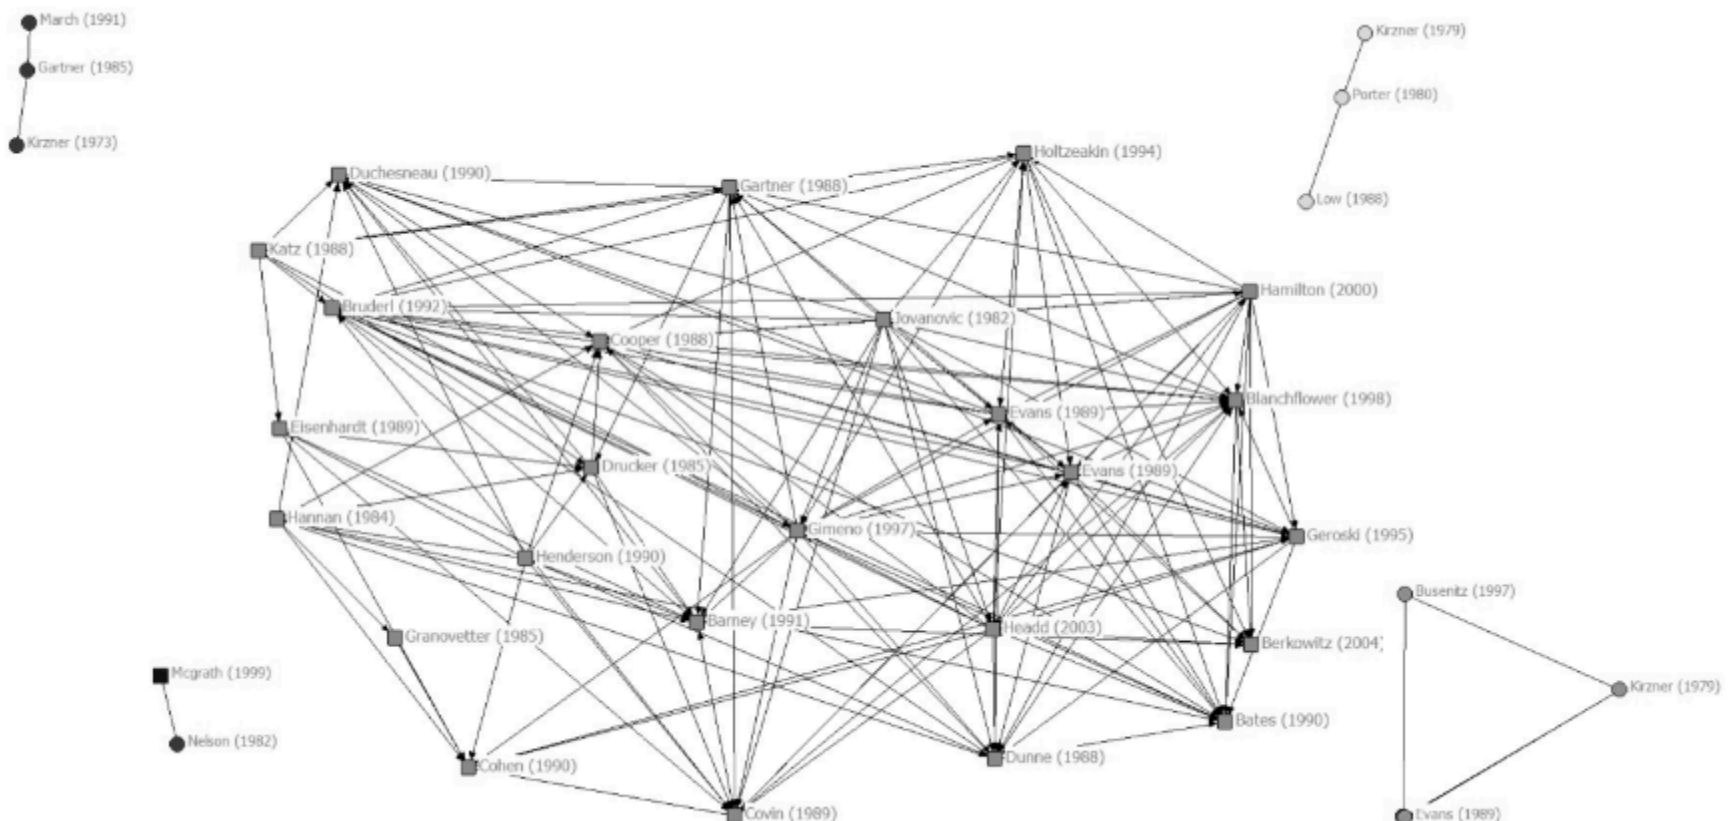 March (1991)
Kirzner (1979)
Gartner (1985)
Porter (1980)
Kirzner (1973)
Holtzeakin (1994)
Duchesneau (1990)
Gartner (1988)
Low (1988)
Katz (1988)
Hamilton (2000)
Bruderl (1992)
Jovanovic (1982)
Cooper (1988)
Blanchflower (1998)
Evans (1989)
Eisenhardt (1989)
Drucker (1985)
Evans (1989)
Hannan (1984)
Gimeno (1997)
Geroski (1995)
Henderson (1990)
Busenitz (1997)
Barney (1991)
Headd (2003)
Granovetter (1985)
Berkowitz (2004)
Mcgrath (1999)
Kirzner (1979)
Bates (1990)
Nelson (1982)
Dunne (1988)
Cohen (1990)
Covin (1989)
Evans (1989)